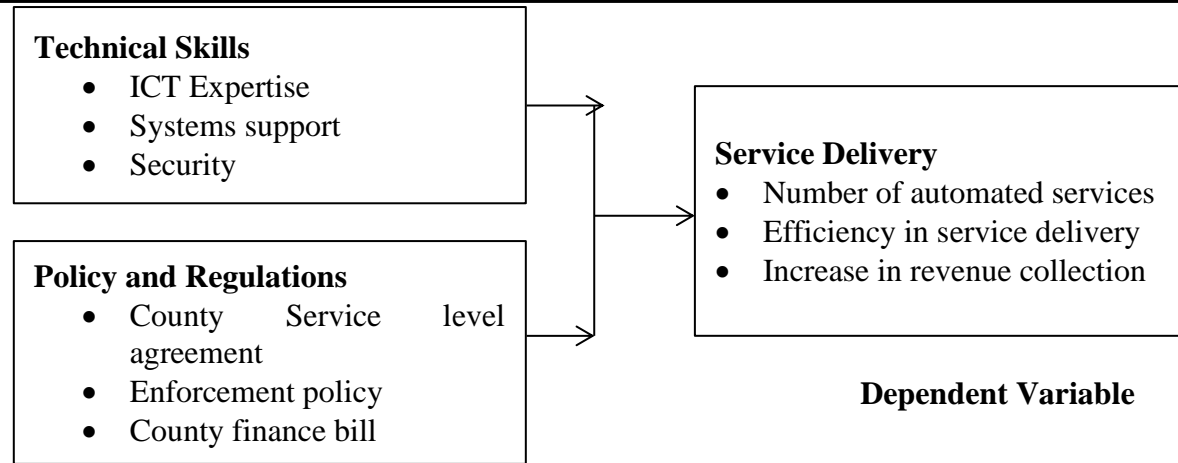 Technical Skills
• ICT Expertise
• Systems support
• Security
Policy and Regulations
• County Service level
agreement
• Enforcement policy
• County finance bill
Service Delivery
• Number of automated services
• Efficiency in service delivery
• Increase in revenue collection
Dependent Variable